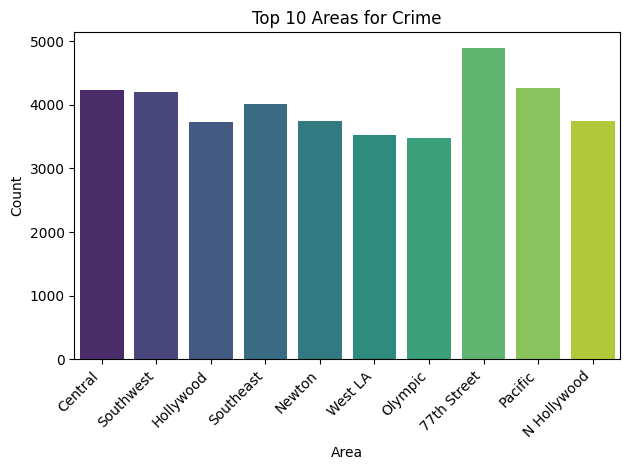 Top 10 Areas for Crime
5000
4000
3000
2000
1000
0
Count
Central
Southwest
Hollywood
Southeast
Newton
West LA
Olympic
77th Street
Pacific
N Hollywood
Area